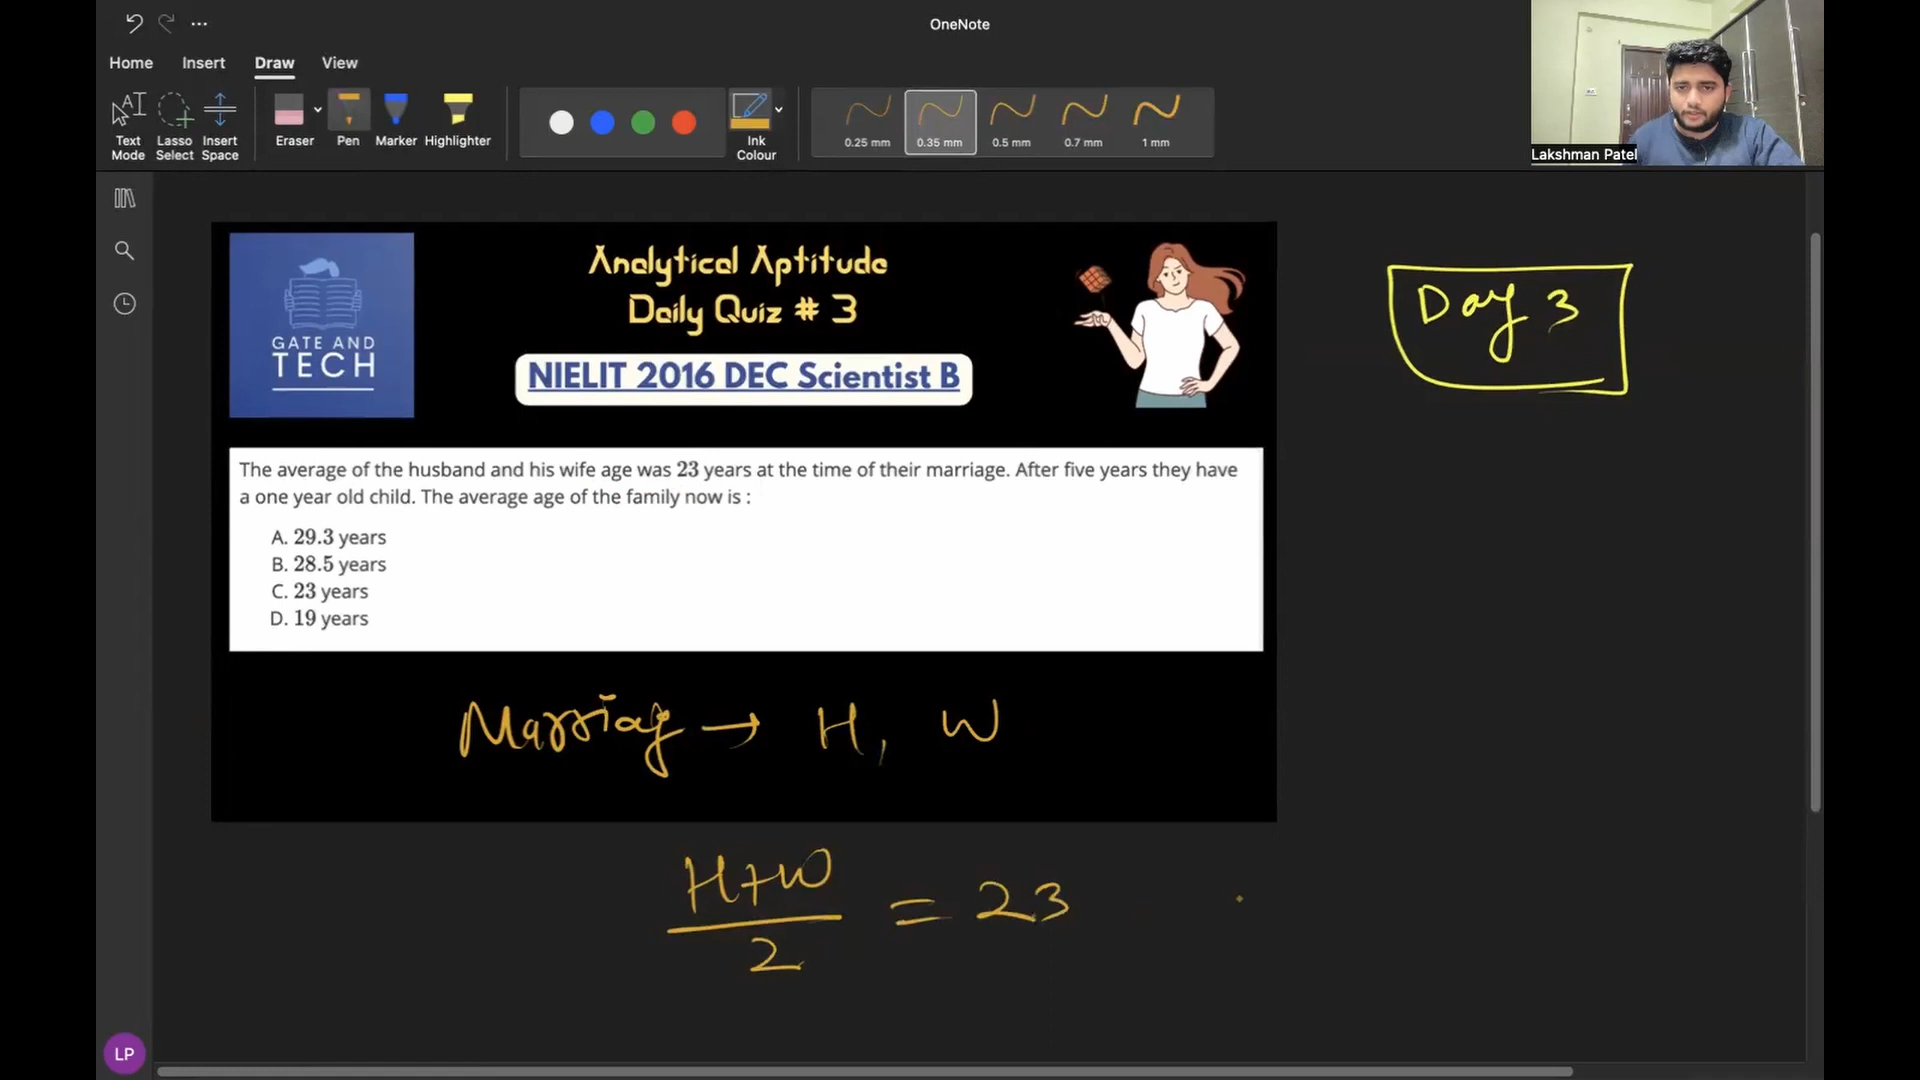 OneNote
Home Insert Draw View
Text Mode
Lasso Select
Insert Space
Eraser
Pen
Marker
Highlighter
Ink Colour
0.25 mm
0.35 mm
0.5 mm
0.7 mm
1 mm
Lakshman Patel
GATE AND
TECH
Analytical Aptitude
Daily Quiz # 3
NIELIT 2016 DEC Scientist B
Day 3
The average of the husband and his wife age was 23 years at the time of their marriage. After five years they have
a one year old child. The average age of the family now is :
A. 29.3 years
B. 28.5 years
C. 23 years
D. 19 years
Marriag → H, W
H+W
2
= 23
LP